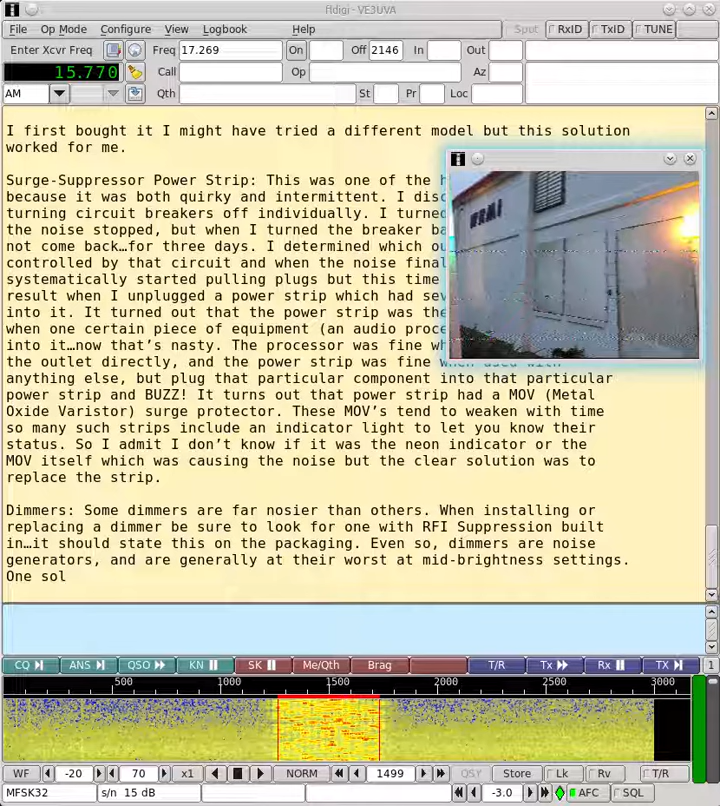 fldigi - VE3UVA
File Op Mode Configure View Logbook Help Spot RxID TxID TUNE
Enter Xcvr Freq Freq 17.269 On Off 2146 In Out
15.770 Call Op Az
AM Qth St Pr Loc
I first bought it I might have tried a different model but this solution
worked for me.
Surge-Suppressor Power Strip: This was one of the h
because it was both quirky and intermittent. I disc
turning circuit breakers off individually. I turned
the noise stopped, but when I turned the breaker ba
not come back…for three days. I determined which ou
controlled by that circuit and when the noise final
systematically started pulling plugs but this time
result when I unplugged a power strip which had sev
into it. It turned out that the power strip was the
when one certain piece of equipment (an audio proce
into it…now that’s nasty. The processor was fine wh
the outlet directly, and the power strip was fine when used with
anything else, but plug that particular component into that particular
power strip and BUZZ! It turns out that power strip had a MOV (Metal
Oxide Varistor) surge protector. These MOV’s tend to weaken with time
so many such strips include an indicator light to let you know their
status. So I admit I don’t know if it was the neon indicator or the
MOV itself which was causing the noise but the clear solution was to
replace the strip.
Dimmers: Some dimmers are far nosier than others. When installing or
replacing a dimmer be sure to look for one with RFI Suppression built
in…it should state this on the packaging. Even so, dimmers are noise
generators, and are generally at their worst at mid-brightness settings.
One sol
WRMI
CQ ANS QSO KN SK Me/Qth Brag T/R Tx Rx TX 1
500 1000 1500 2000 2500 3000
WF -20 70 x1 NORM 1499 QSY Store Lk Rv T/R
MFSK32 s/n 15 dB -3.0 AFC SQL